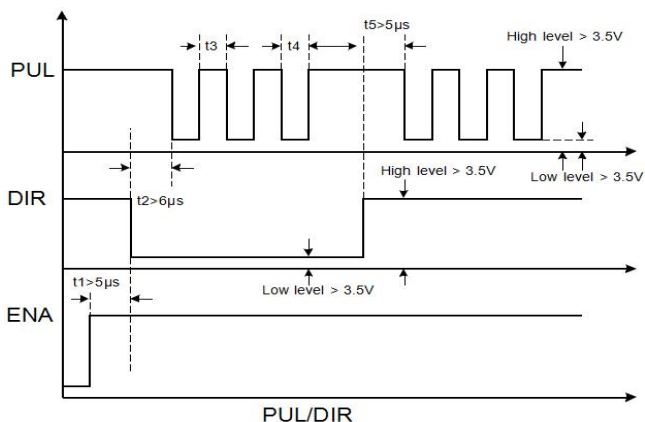 t5>5µs
High level > 3.5V
PUL
t3
t4
High level > 3.5V
Low level > 3.5V
DIR
t2>6µs
t1>5µs
Low level > 3.5V
ENA
PUL/DIR